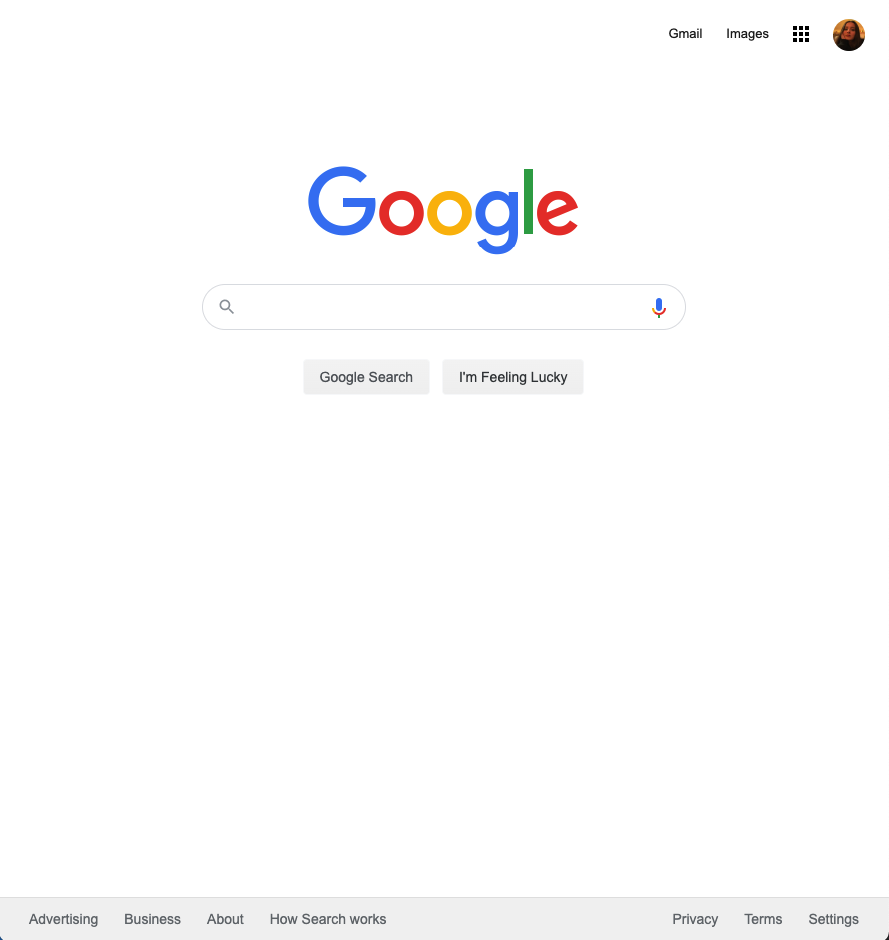 Gmail Images
Google
Google Search I'm Feeling Lucky
Advertising Business About How Search works Privacy Terms Settings